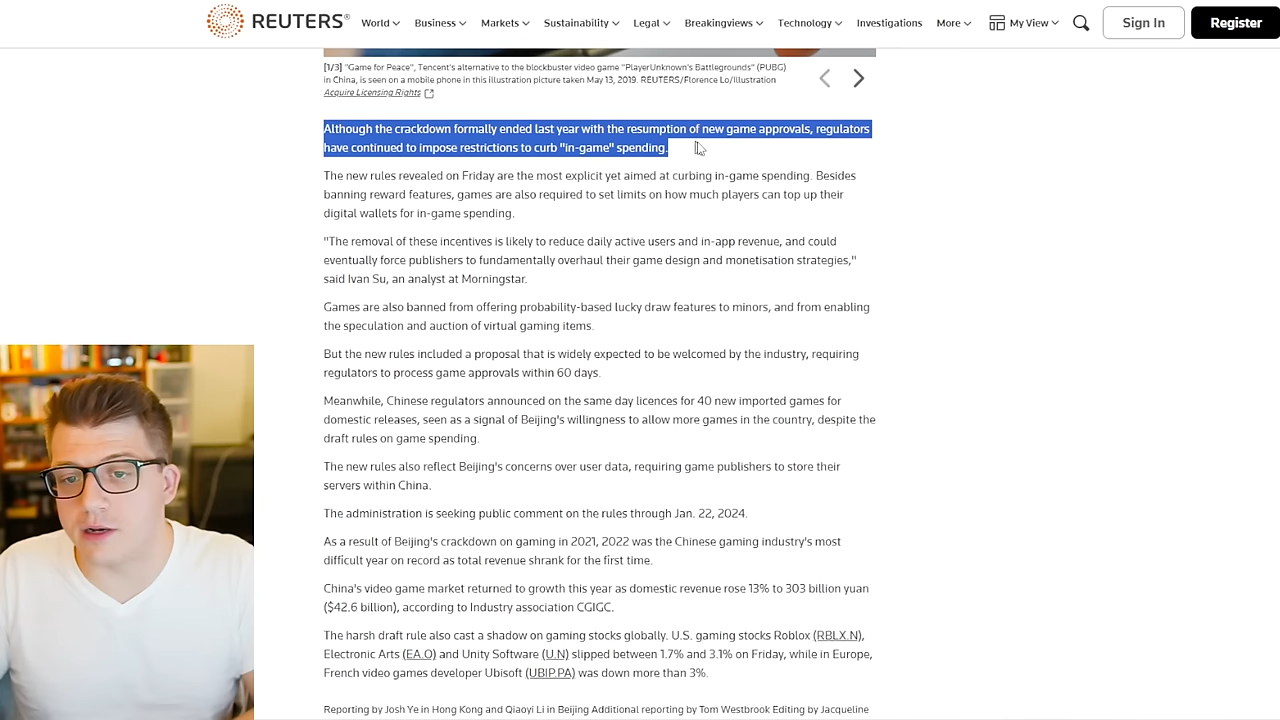 REUTERS®
World
Business
Markets
Sustainability
Legal
Breakingviews
Technology
Investigations
More
My View
Sign In
Register
[1/3] "Game for Peace", Tencent's alternative to the blockbuster video game "PlayerUnknown's Battlegrounds" (PUBG)
in China, is seen on a mobile phone in this illustration picture taken May 13, 2019. REUTERS/Florence Lo/Illustration
Acquire Licensing Rights
Although the crackdown formally ended last year with the resumption of new game approvals, regulators
have continued to impose restrictions to curb "in-game" spending.
The new rules revealed on Friday are the most explicit yet aimed at curbing in-game spending. Besides
banning reward features, games are also required to set limits on how much players can top up their
digital wallets for in-game spending.
"The removal of these incentives is likely to reduce daily active users and in-app revenue, and could
eventually force publishers to fundamentally overhaul their game design and monetisation strategies,"
said Ivan Su, an analyst at Morningstar.
Games are also banned from offering probability-based lucky draw features to minors, and from enabling
the speculation and auction of virtual gaming items.
But the new rules included a proposal that is widely expected to be welcomed by the industry, requiring
regulators to process game approvals within 60 days.
Meanwhile, Chinese regulators announced on the same day licences for 40 new imported games for
domestic releases, seen as a signal of Beijing's willingness to allow more games in the country, despite the
draft rules on game spending.
The new rules also reflect Beijing's concerns over user data, requiring game publishers to store their
servers within China.
The administration is seeking public comment on the rules through Jan. 22, 2024.
As a result of Beijing's crackdown on gaming in 2021, 2022 was the Chinese gaming industry's most
difficult year on record as total revenue shrank for the first time.
China's video game market returned to growth this year as domestic revenue rose 13% to 303 billion yuan
($42.6 billion), according to Industry association CGIGC.
The harsh draft rule also cast a shadow on gaming stocks globally. U.S. gaming stocks Roblox (RBLX.N),
Electronic Arts (EA.O) and Unity Software (U.N) slipped between 1.7% and 3.1% on Friday, while in Europe,
French video games developer Ubisoft (UBIP.PA) was down more than 3%.
Reporting by Josh Ye in Hong Kong and Qiaoyi Li in Beijing Additional reporting by Tom Westbrook Editing by Jacqueline